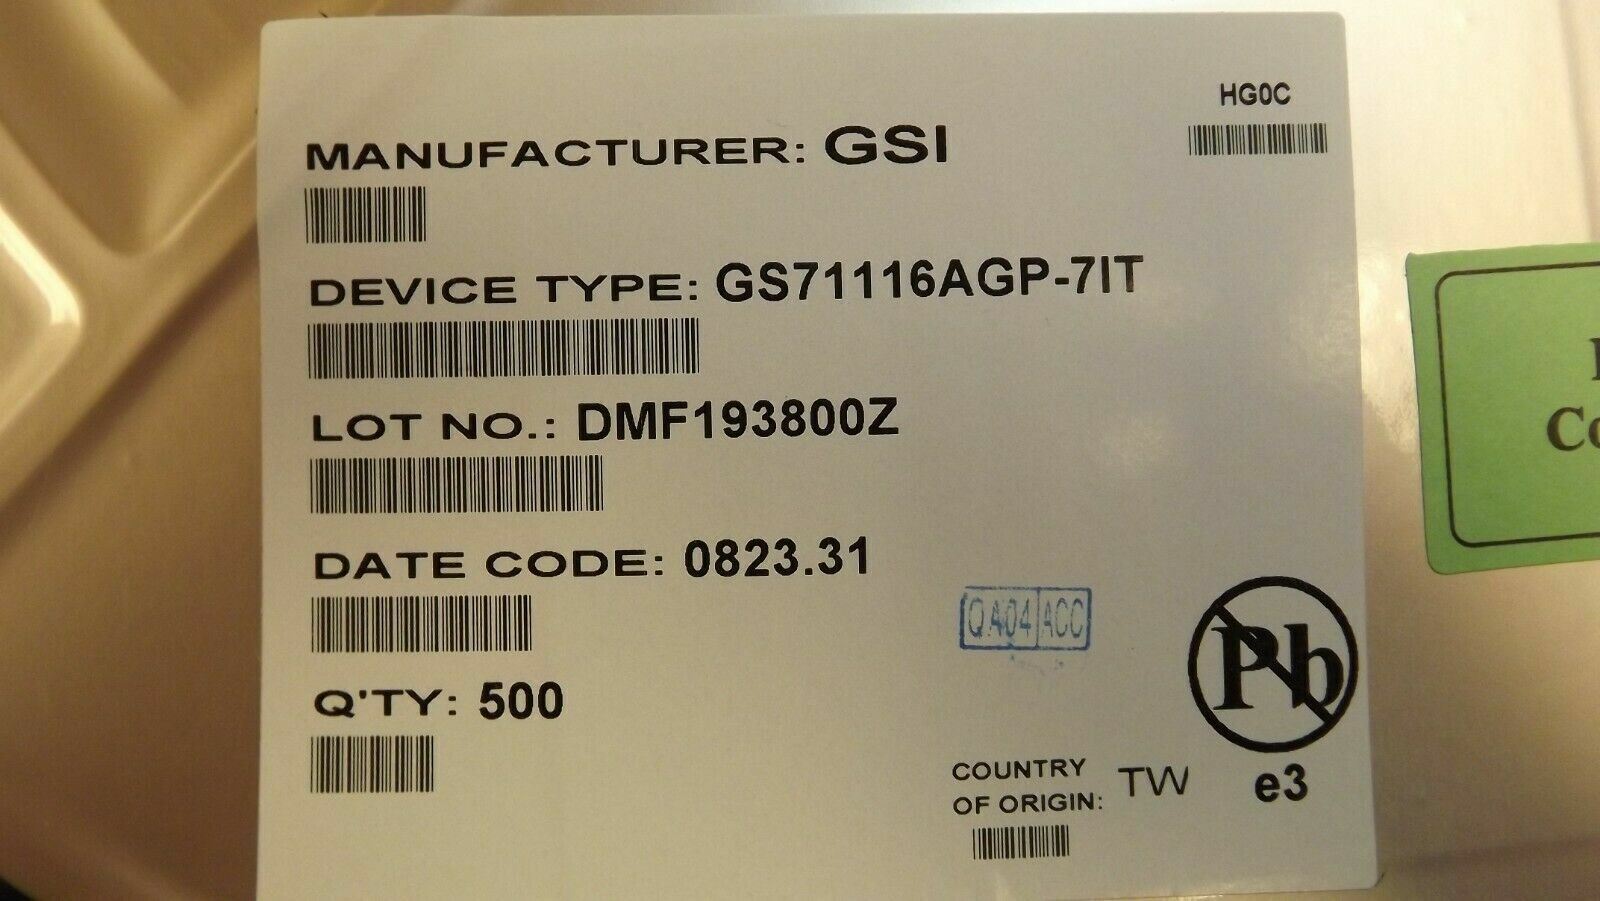 HG0C
MANUFACTURER: GSI
DEVICE TYPE: GS71116AGP-7IT
LOT NO.: DMF193800Z
DATE CODE: 0823.31
QA04 ACC
Q'TY: 500
Pb
e3
COUNTRY
OF ORIGIN: TW